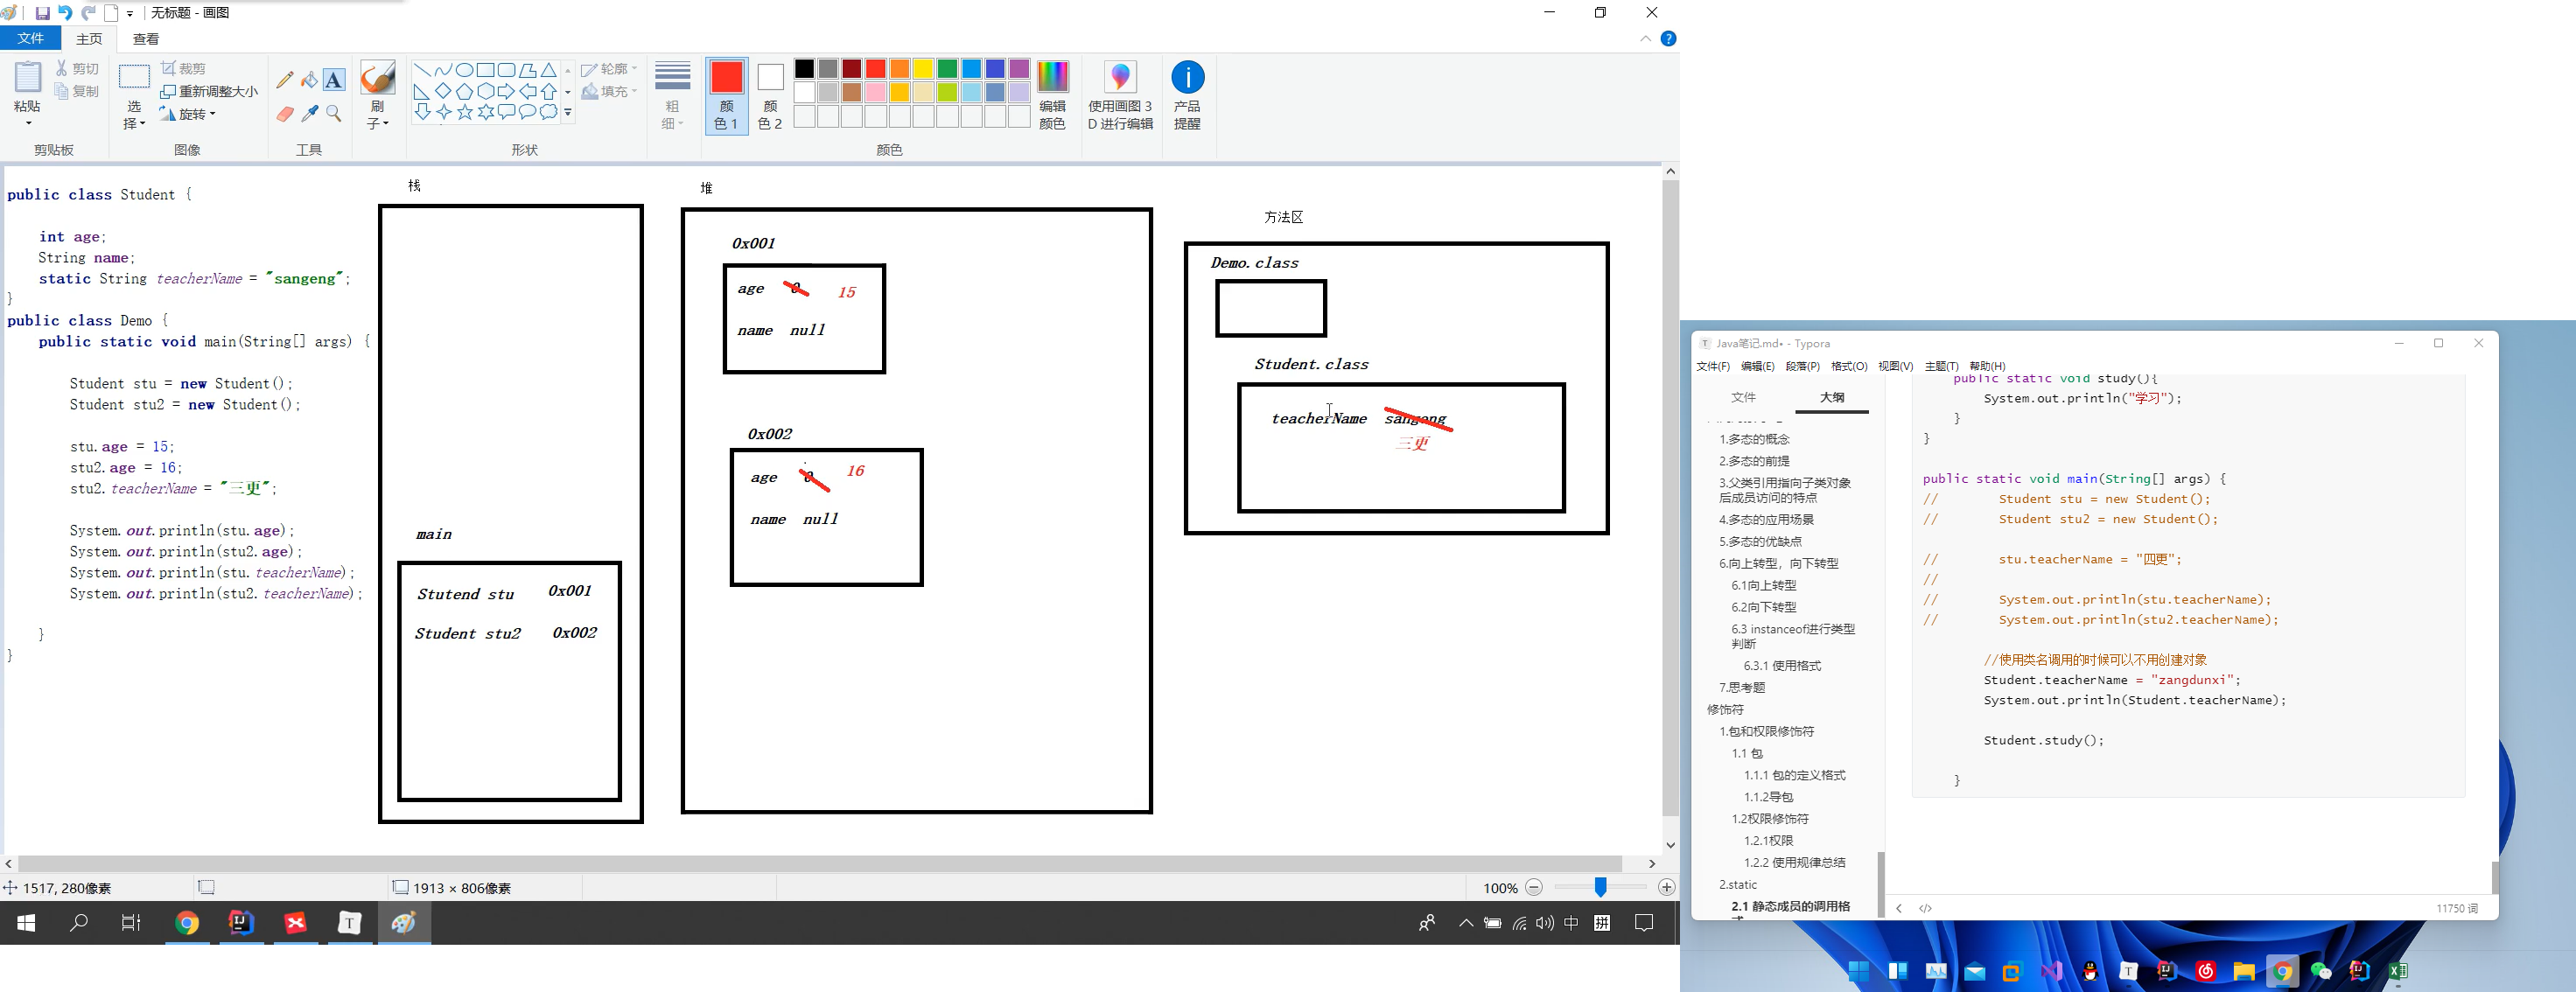 无标题 - 画图
文件 主页 查看
粘贴
剪切
复制
剪贴板
选择
裁剪
重新调整大小
旋转
图像
A
工具
刷子
形状
轮廓
填充
粗细
颜色 1
颜色 2
颜色
编辑颜色
使用画图 3D 进行编辑
产品提醒
public class Student {
int age;
String name;
static String teacherName = "sangeng";
}
public class Demo {
public static void main(String[] args) {
Student stu = new Student();
Student stu2 = new Student();
stu.age = 15;
stu2.age = 16;
stu2.teacherName = "三更";
System.out.println(stu.age);
System.out.println(stu2.age);
System.out.println(stu.teacherName);
System.out.println(stu2.teacherName);
}
}
栈
main
Stutend stu 0x001
Student stu2 0x002
堆
0x001
age 0 15
name null
0x002
age 0 16
name null
方法区
Demo.class
Student.class
teacherName sangeng
三更
1517, 280像素
1913 × 806像素
100%
中
拼
Java笔记.md• - Typora
文件(F) 编辑(E) 段落(P) 格式(O) 视图(V) 主题(T) 帮助(H)
文件 大纲
1.多态的概念
2.多态的前提
3.父类引用指向子类对象后成员访问的特点
4.多态的应用场景
5.多态的优缺点
6.向上转型，向下转型
6.1向上转型
6.2向下转型
6.3 instanceof进行类型判断
6.3.1 使用格式
7.思考题
修饰符
1.包和权限修饰符
1.1 包
1.1.1 包的定义格式
1.1.2导包
1.2权限修饰符
1.2.1权限
1.2.2 使用规律总结
2.static
2.1 静态成员的调用格
public static void study(){
System.out.println("学习");
}
}
public static void main(String[] args) {
// Student stu = new Student();
// Student stu2 = new Student();
// stu.teacherName = "四更";
//
// System.out.println(stu.teacherName);
// System.out.println(stu2.teacherName);
//使用类名调用的时候可以不用创建对象
Student.teacherName = "zangdunxi";
System.out.println(Student.teacherName);
Student.study();
}
11750 词